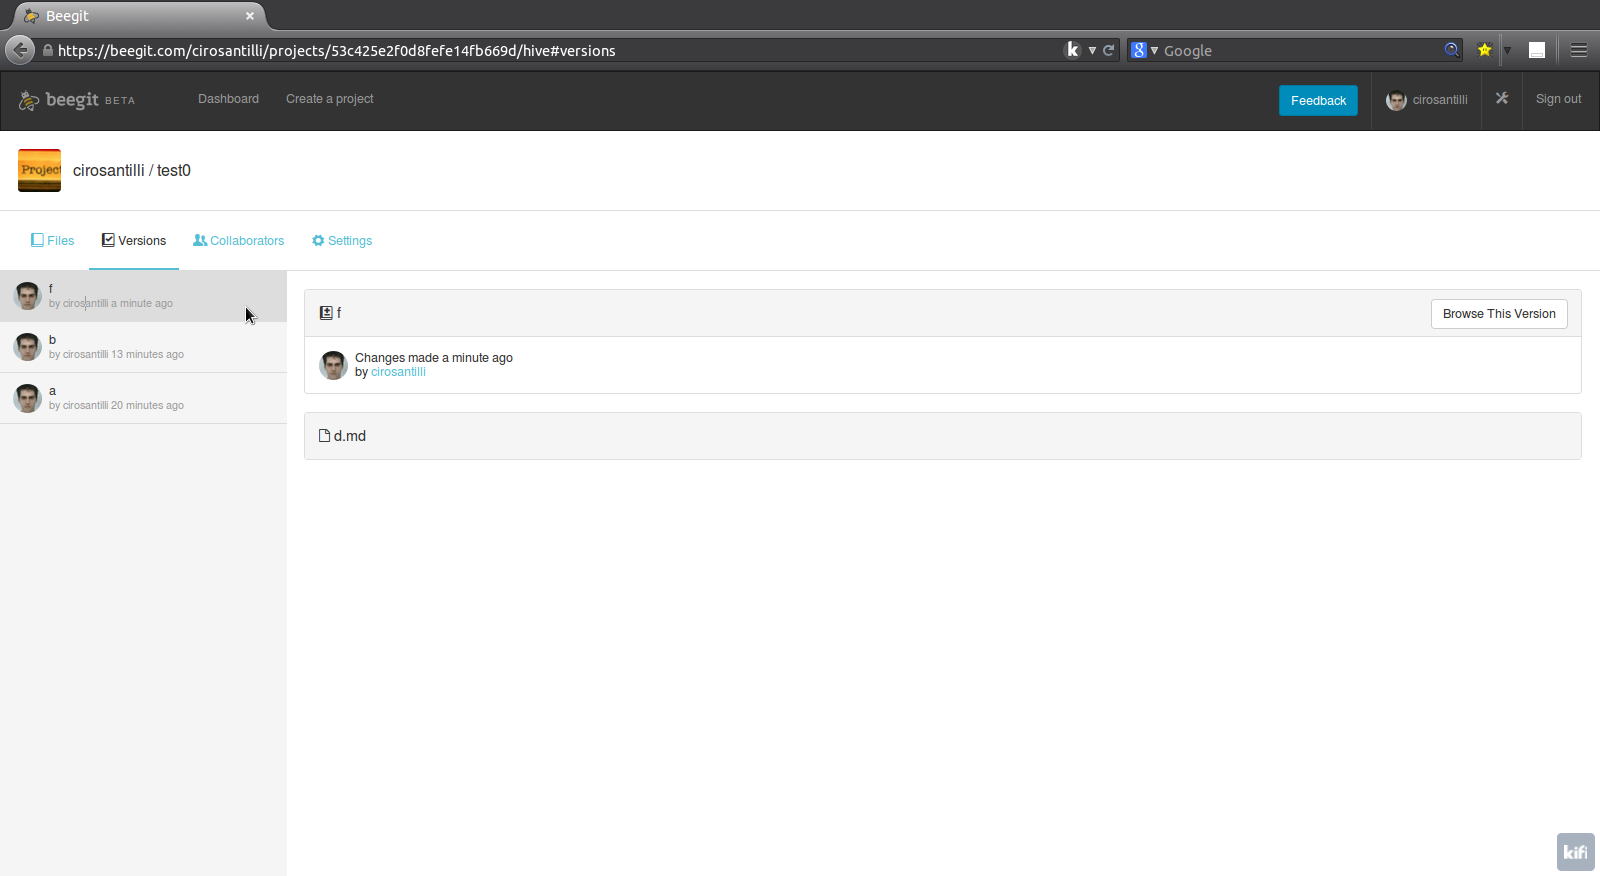 Beegit
https://beegit.com/cirosantilli/projects/53c425e2f0d8fefe14fb669d/hive#versions
k
Google
beegit BETA
Dashboard
Create a project
Feedback
cirosantilli
Sign out
Project
cirosantilli / test0
Files
Versions
Collaborators
Settings
f
by cirosantilli a minute ago
b
by cirosantilli 13 minutes ago
a
by cirosantilli 20 minutes ago
f
Browse This Version
Changes made a minute ago
by cirosantilli
d.md
kifi